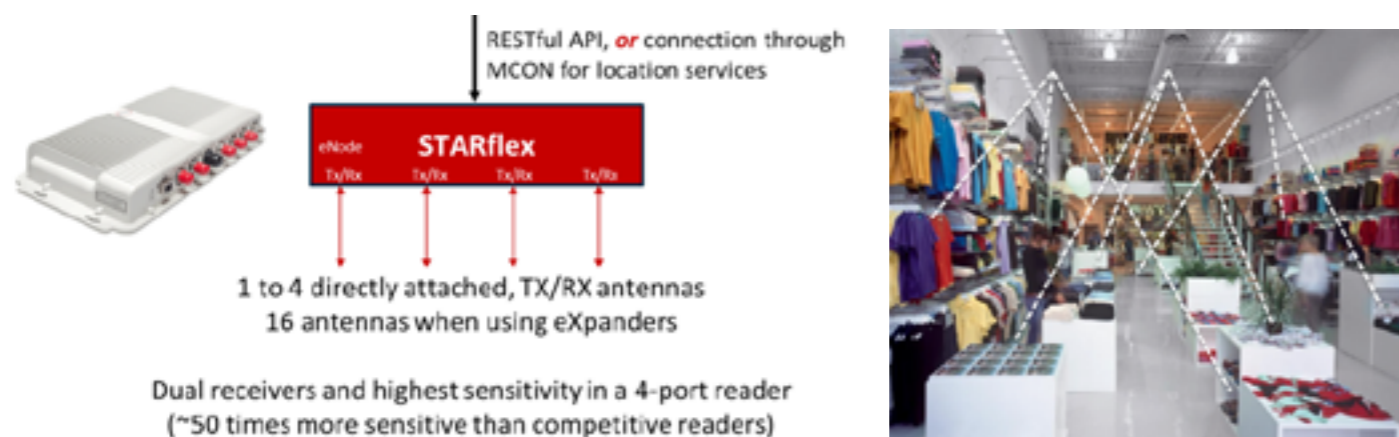 RESTful API, or connection through
MCON for location services
eNode
STARflex
Tx/Rx Tx/Rx Tx/Rx Tx/Rx
1 to 4 directly attached, TX/RX antennas
16 antennas when using eXpanders
Dual receivers and highest sensitivity in a 4-port reader
(~50 times more sensitive than competitive readers)